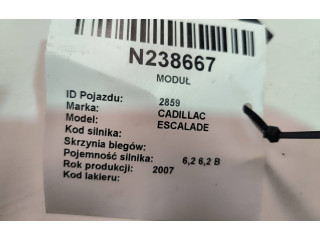 N238667
MODUŁ
ID Pojazdu: 2859
Marka: CADILLAC
Model: ESCALADE
Kod silnika:
Skrzynia biegów:
Pojemność silnika: 6,2 6,2 B
Rok produkcji: 2007
Kod lakieru: